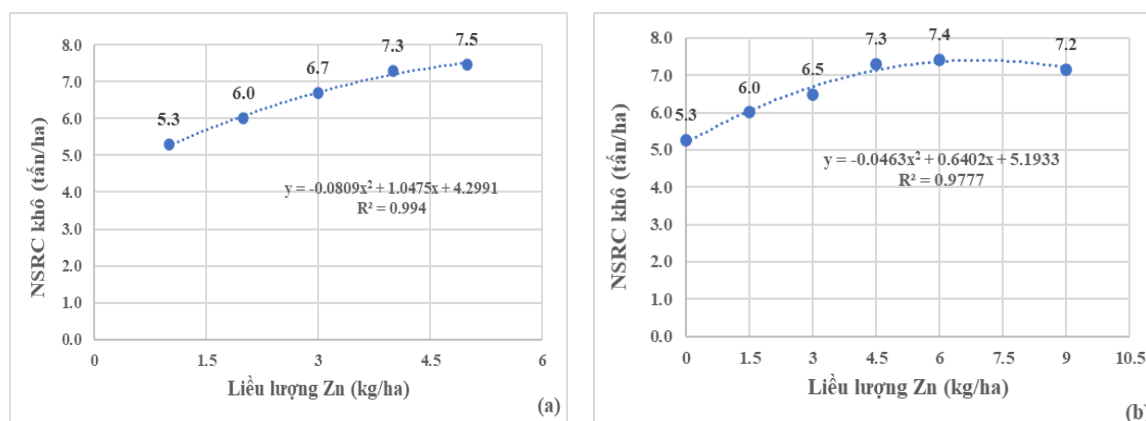 8.0
7.0
6.0
5.0
4.0
3.0
2.0
1.0
0.0
NSRC khô (tấn/ha)
5.3
6.0
6.7
7.3
7.5
y = -0.0809x² + 1.0475x + 4.2991
R² = 0.994
0 1.5 3 4.5 6
Liều lượng Zn (kg/ha)
(a)
8.0
7.0
6.0
5.0
4.0
3.0
2.0
1.0
0.0
NSRC khô (tấn/ha)
5.3
6.0
6.5
7.3
7.4
7.2
y = -0.0463x² + 0.6402x + 5.1933
R² = 0.9777
0 1.5 3 4.5 6 7.5 9 10.5
Liều lượng Zn (kg/ha)
(b)